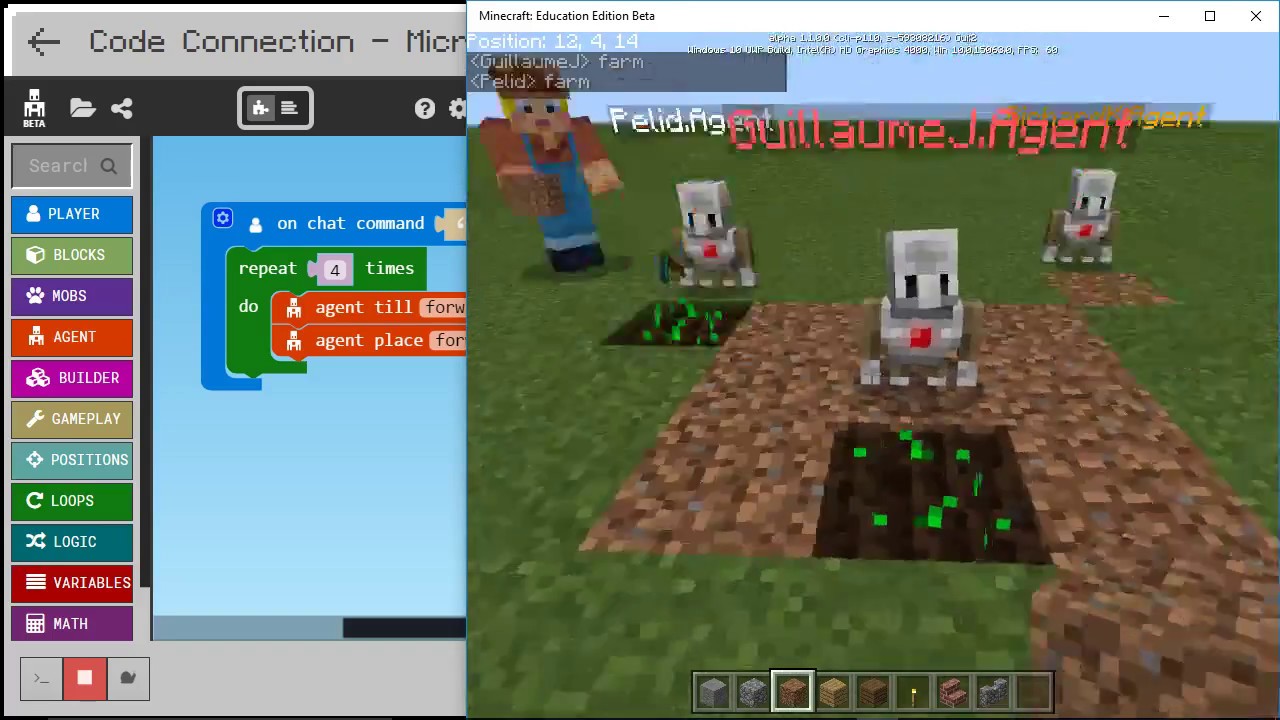 Minecraft: Education Edition Beta
Code Connection - Micr
Position: 12, 4, 14
<GuillaumeJ> farm
<Pelid> farm
Pelid.Agent
GuillaumeJ.Agent
BETA
Search
PLAYER
BLOCKS
MOBS
AGENT
BUILDER
GAMEPLAY
POSITIONS
LOOPS
LOGIC
VARIABLES
MATH
on chat command
repeat 4 times
do agent till forw
agent place for